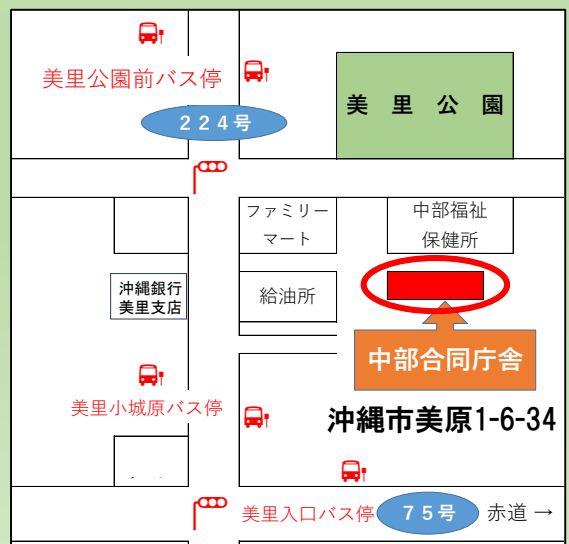 美里公園前バス停
美里公園
２２４号
ファミリー
マート
中部福祉
保健所
沖縄銀行
美里支店
給油所
中部合同庁舎
美里小城原バス停
沖縄市美原1-6-34
美里入口バス停
７５号
赤道→